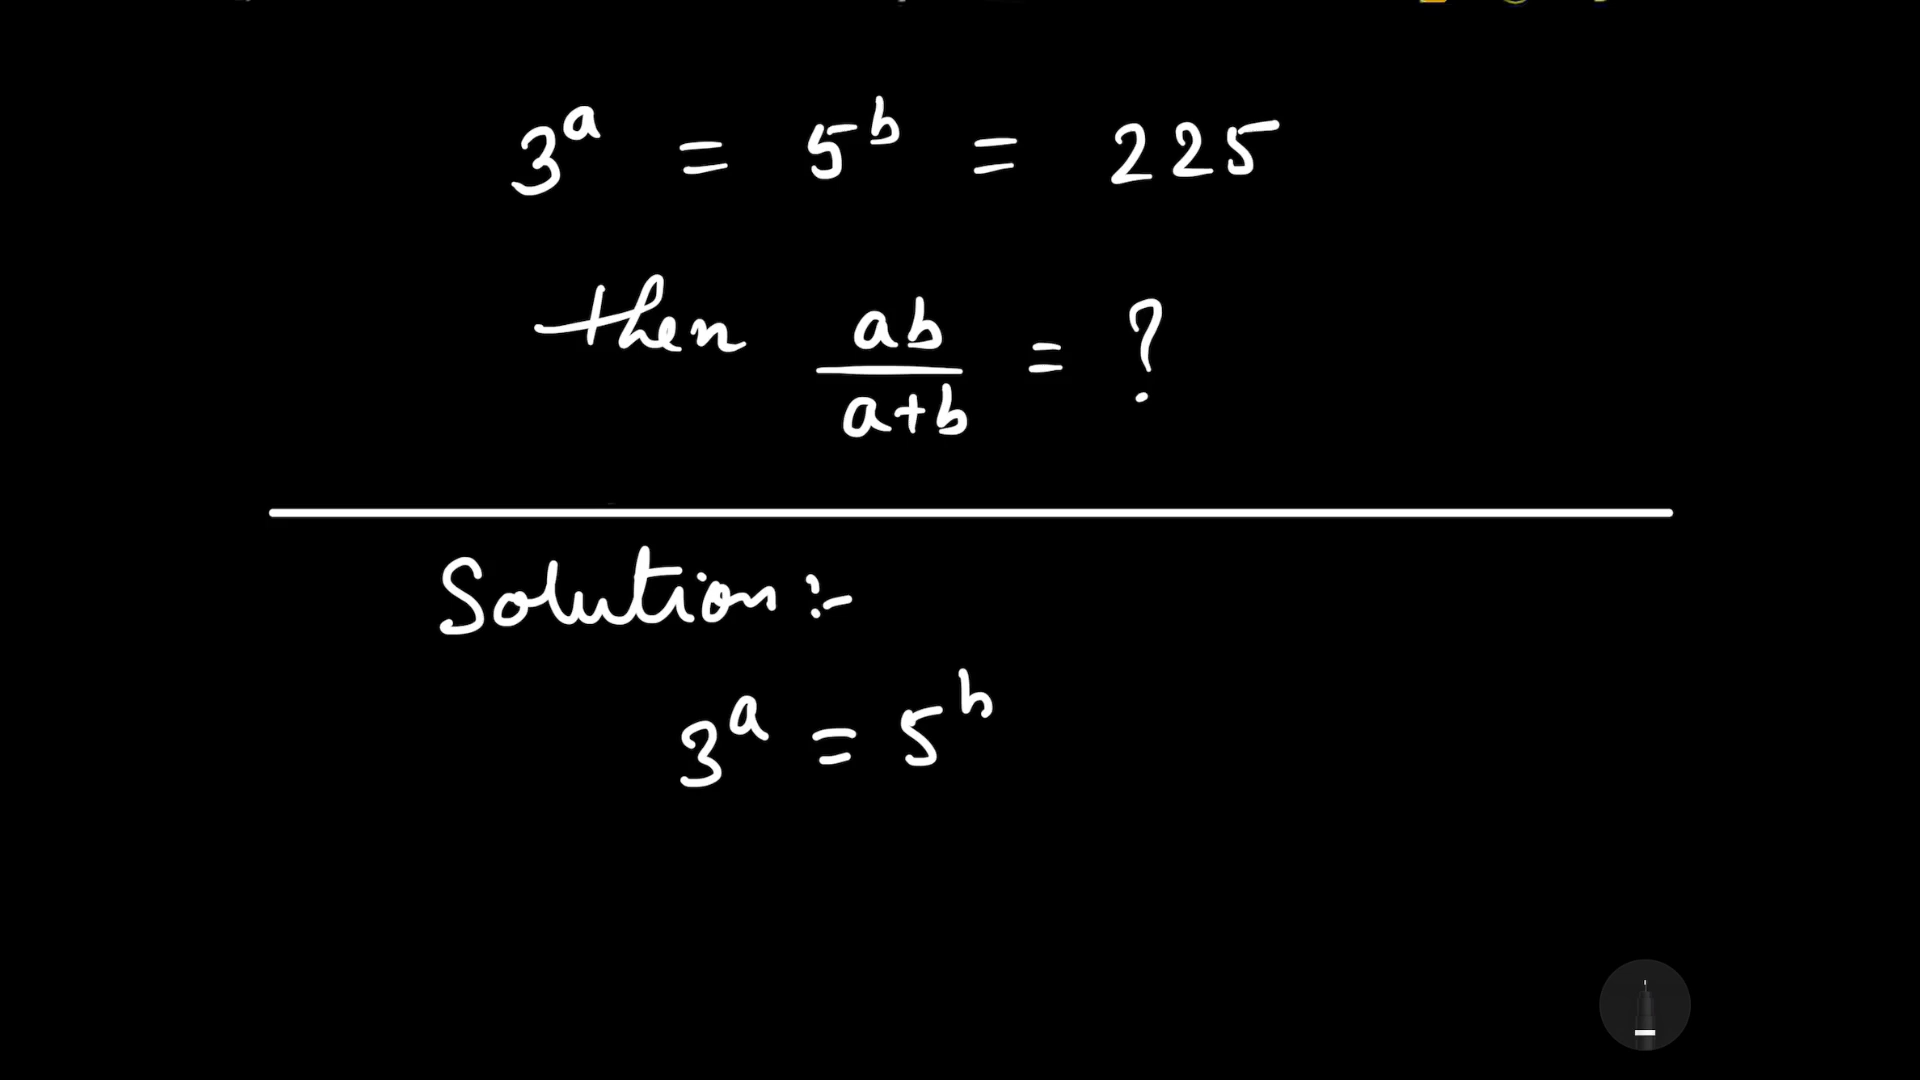 3^a = 5^b = 225
then ab/a+b = ?
Solution :-
3^a = 5^b